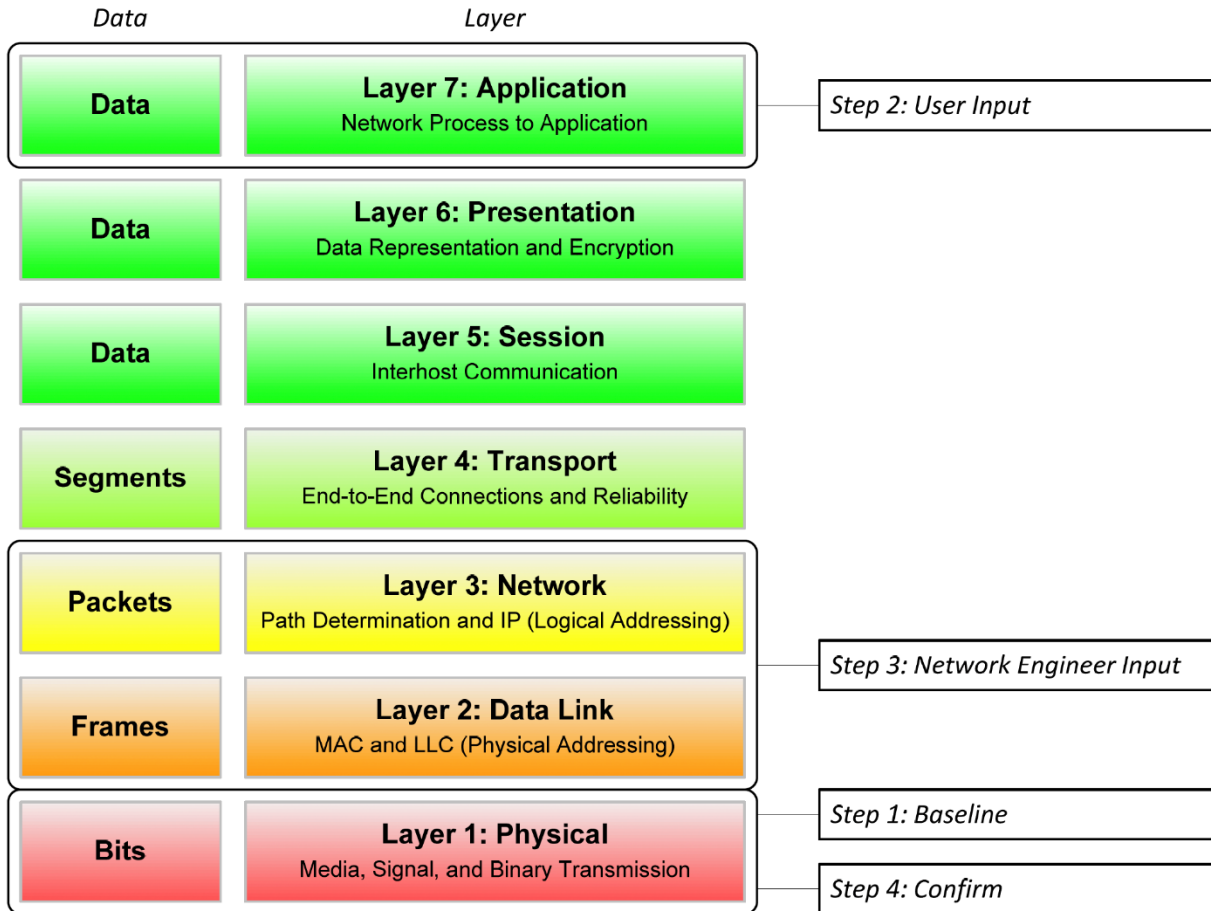 Data
Layer
Data
Layer 7: Application
Network Process to Application
Step 2: User Input
Data
Layer 6: Presentation
Data Representation and Encryption
Data
Layer 5: Session
Interhost Communication
Segments
Layer 4: Transport
End-to-End Connections and Reliability
Packets
Layer 3: Network
Path Determination and IP (Logical Addressing)
Step 3: Network Engineer Input
Frames
Layer 2: Data Link
MAC and LLC (Physical Addressing)
Bits
Layer 1: Physical
Media, Signal, and Binary Transmission
Step 1: Baseline
Step 4: Confirm